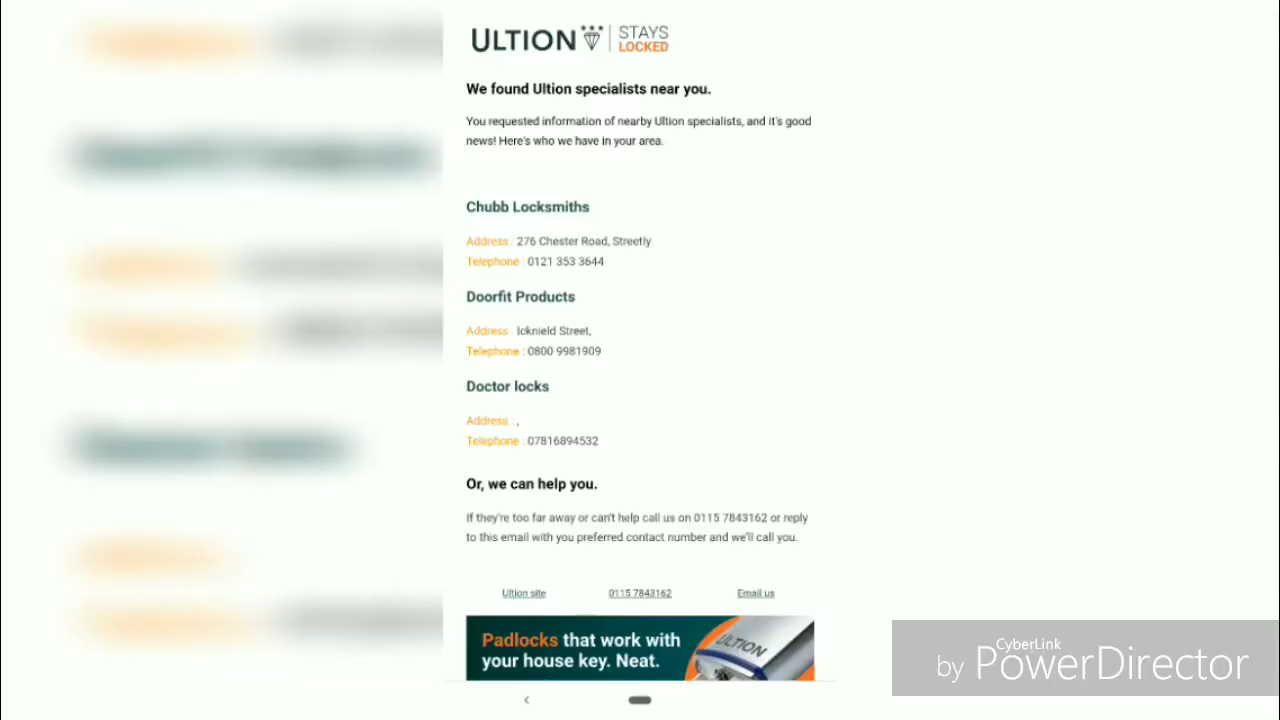 ULTION STAYS LOCKED
We found Ultion specialists near you.
You requested information of nearby Ultion specialists, and it's good
news! Here's who we have in your area.
Chubb Locksmiths
Address : 276 Chester Road, Streetly
Telephone : 0121 353 3644
Doorfit Products
Address : Icknield Street,
Telephone : 0800 9981909
Doctor locks
Address : ,
Telephone : 07816894532
Or, we can help you.
If they're too far away or can't help call us on 0115 7843162 or reply
to this email with you preferred contact number and we'll call you.
Ultion site 0115 7843162 Email us
Padlocks that work with
your house key. Neat.
ULTION
CyberLink
by PowerDirector